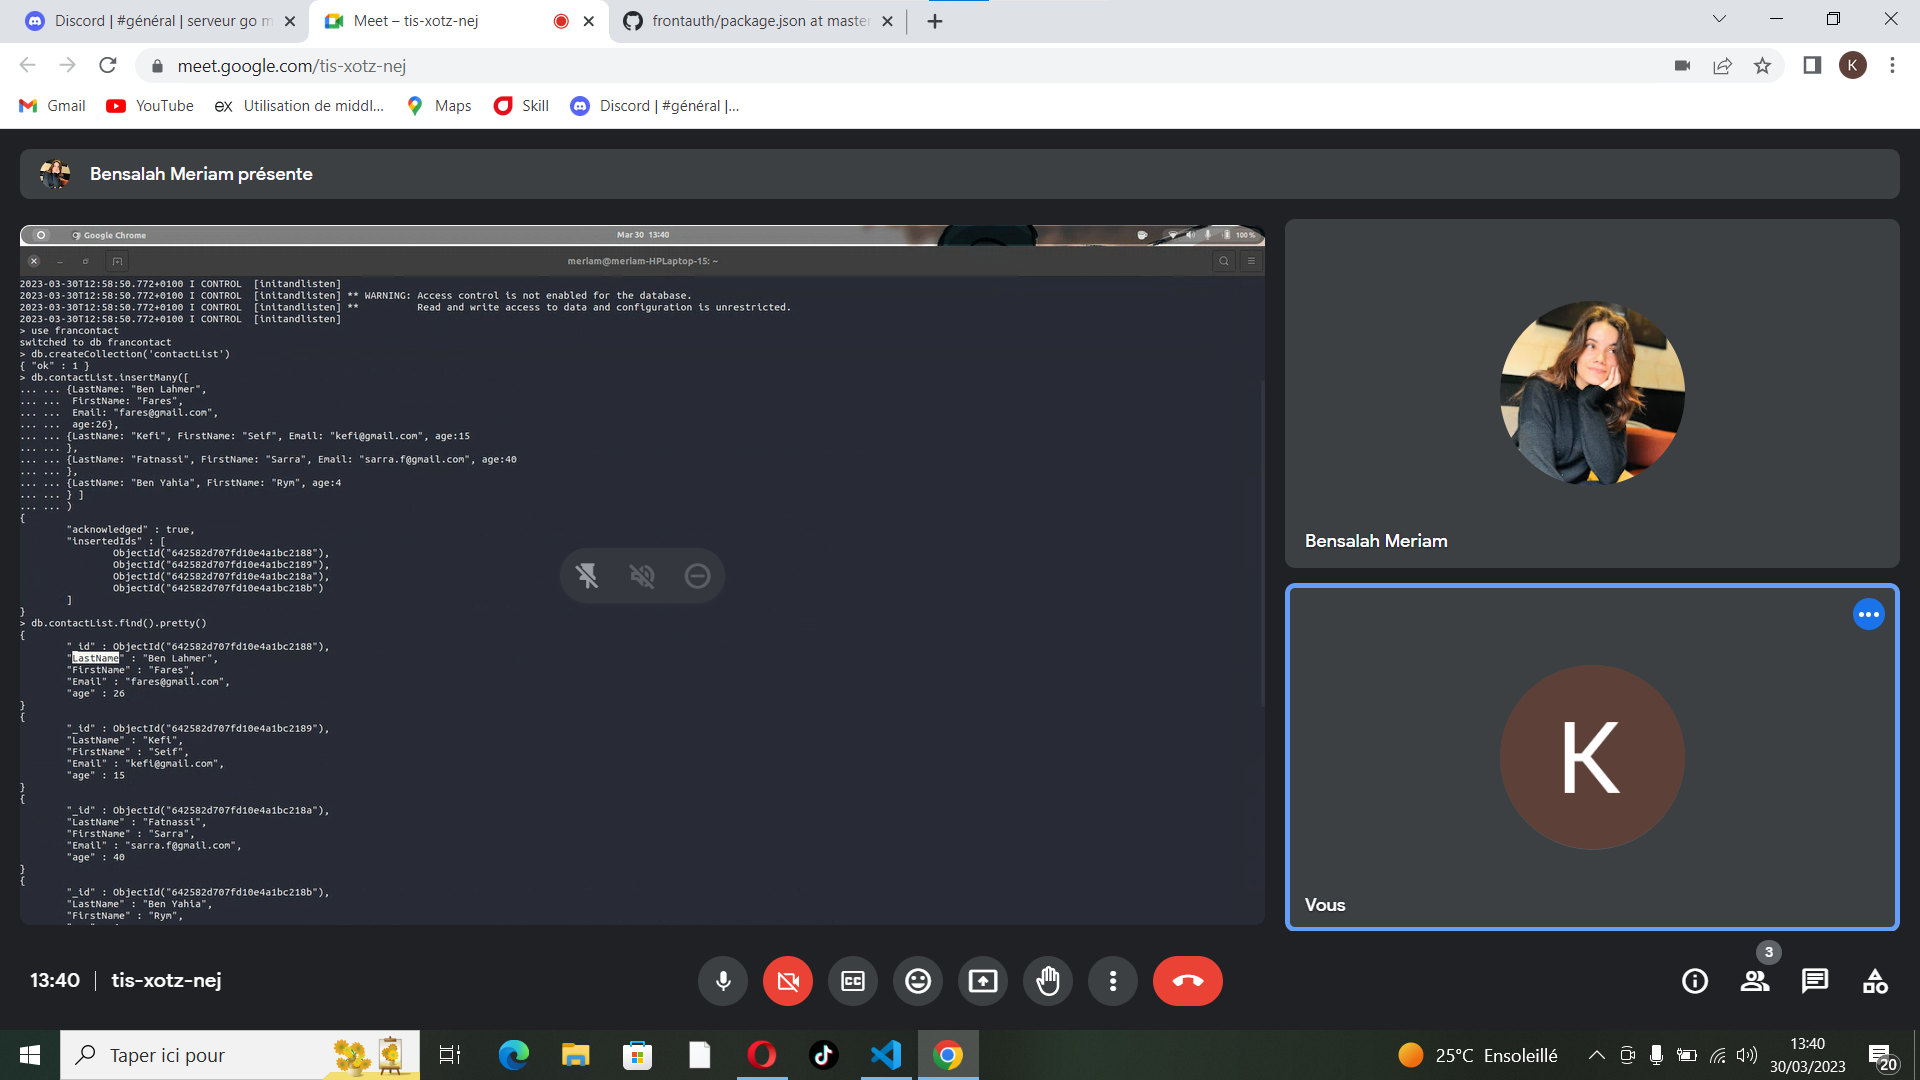 Discord | #général | serveur go m
Meet – tis-xotz-nej
frontauth/package.json at master
meet.google.com/tis-xotz-nej
K
Gmail
YouTube
ex Utilisation de middl...
Maps
Skill
Discord | #général |...
Bensalah Meriam présente
Google Chrome
Mar 30 13:40
100 %
meriam@meriam-HPLaptop-15: ~
2023-03-30T12:58:50.772+0100 I CONTROL [initandlisten]
2023-03-30T12:58:50.772+0100 I CONTROL [initandlisten] ** WARNING: Access control is not enabled for the database.
2023-03-30T12:58:50.772+0100 I CONTROL [initandlisten] ** Read and write access to data and configuration is unrestricted.
2023-03-30T12:58:50.772+0100 I CONTROL [initandlisten]
> use francontact
switched to db francontact
> db.createCollection('contactList')
{ "ok" : 1 }
> db.contactList.insertMany([
... ... {LastName: "Ben Lahmer",
... ... FirstName: "Fares",
... ... Email: "fares@gmail.com",
... ... age:26},
... ... {LastName: "Kefi", FirstName: "Seif", Email: "kefi@gmail.com", age:15
... ... },
... ... {LastName: "Fatnassi", FirstName: "Sarra", Email: "sarra.f@gmail.com", age:40
... ... },
... ... {LastName: "Ben Yahia", FirstName: "Rym", age:4
... ... } ]
... ... )
{
"acknowledged" : true,
"insertedIds" : [
ObjectId("642582d707fd10e4a1bc2188"),
ObjectId("642582d707fd10e4a1bc2189"),
ObjectId("642582d707fd10e4a1bc218a"),
ObjectId("642582d707fd10e4a1bc218b")
]
}
> db.contactList.find().pretty()
{
"_id" : ObjectId("642582d707fd10e4a1bc2188"),
"LastName" : "Ben Lahmer",
"FirstName" : "Fares",
"Email" : "fares@gmail.com",
"age" : 26
}
{
"_id" : ObjectId("642582d707fd10e4a1bc2189"),
"LastName" : "Kefi",
"FirstName" : "Seif",
"Email" : "kefi@gmail.com",
"age" : 15
}
{
"_id" : ObjectId("642582d707fd10e4a1bc218a"),
"LastName" : "Fatnassi",
"FirstName" : "Sarra",
"Email" : "sarra.f@gmail.com",
"age" : 40
}
{
"_id" : ObjectId("642582d707fd10e4a1bc218b"),
"LastName" : "Ben Yahia",
"FirstName" : "Rym",
Bensalah Meriam
K
Vous
13:40 | tis-xotz-nej
CC
3
Taper ici pour
25°C Ensoleillé
13:40
30/03/2023
20